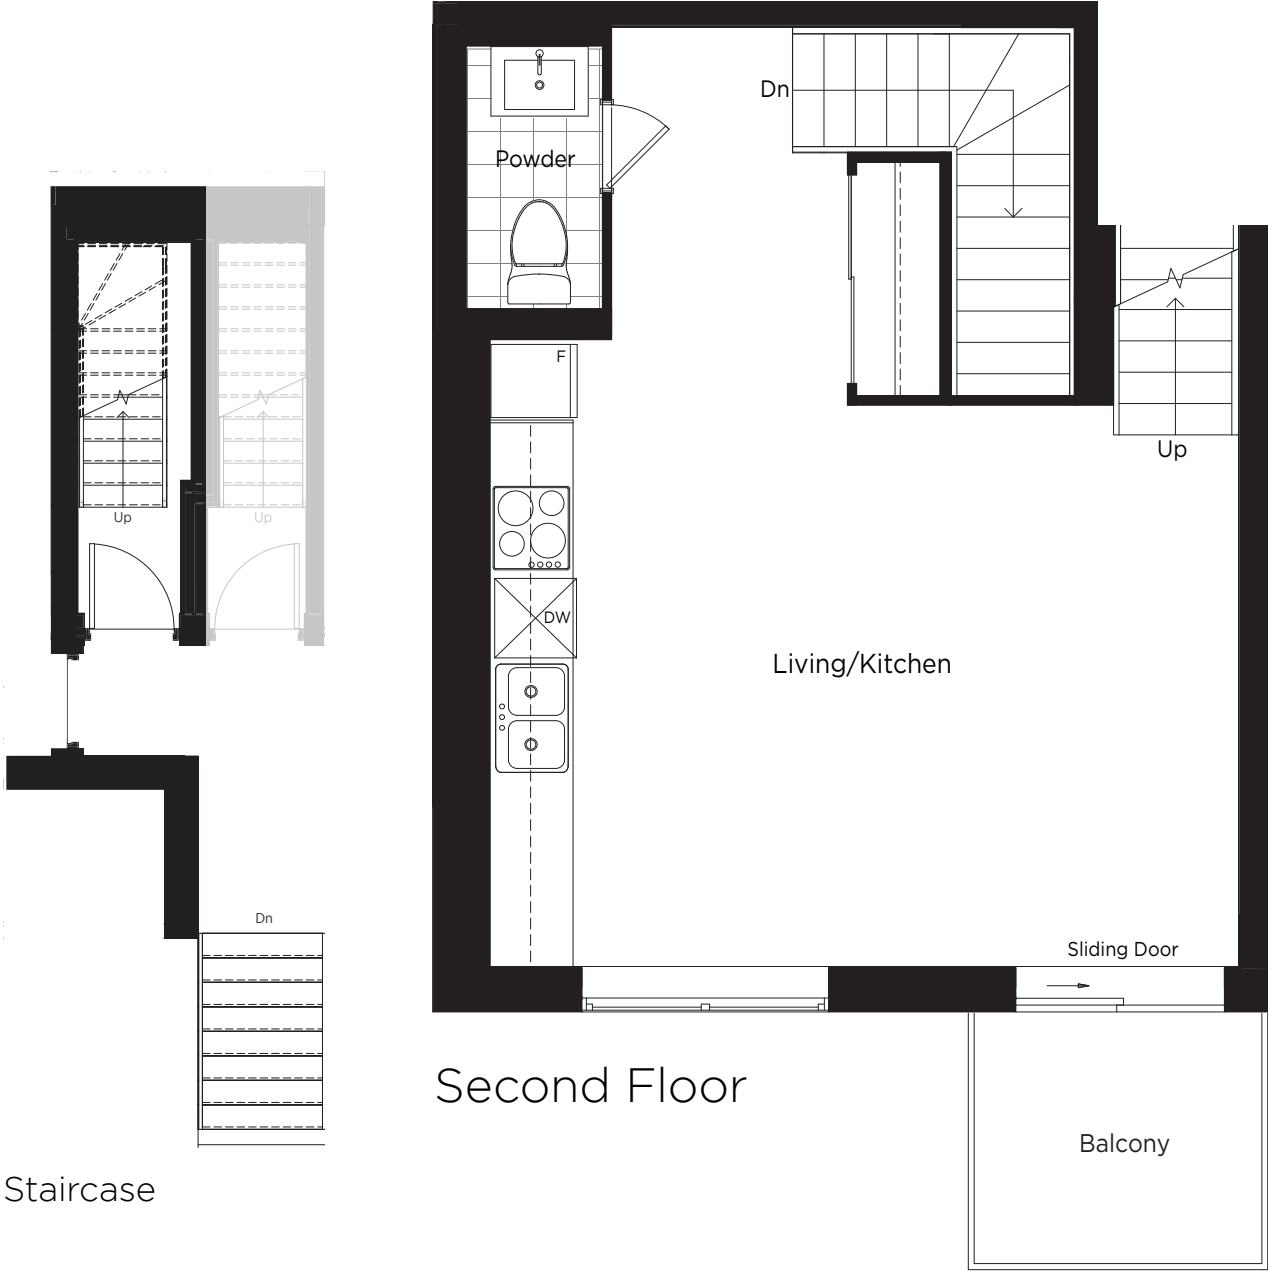 Dn
Powder
F
Up
Up
Up
DW
Living/Kitchen
Dn
Sliding Door
Second Floor
Balcony
Staircase